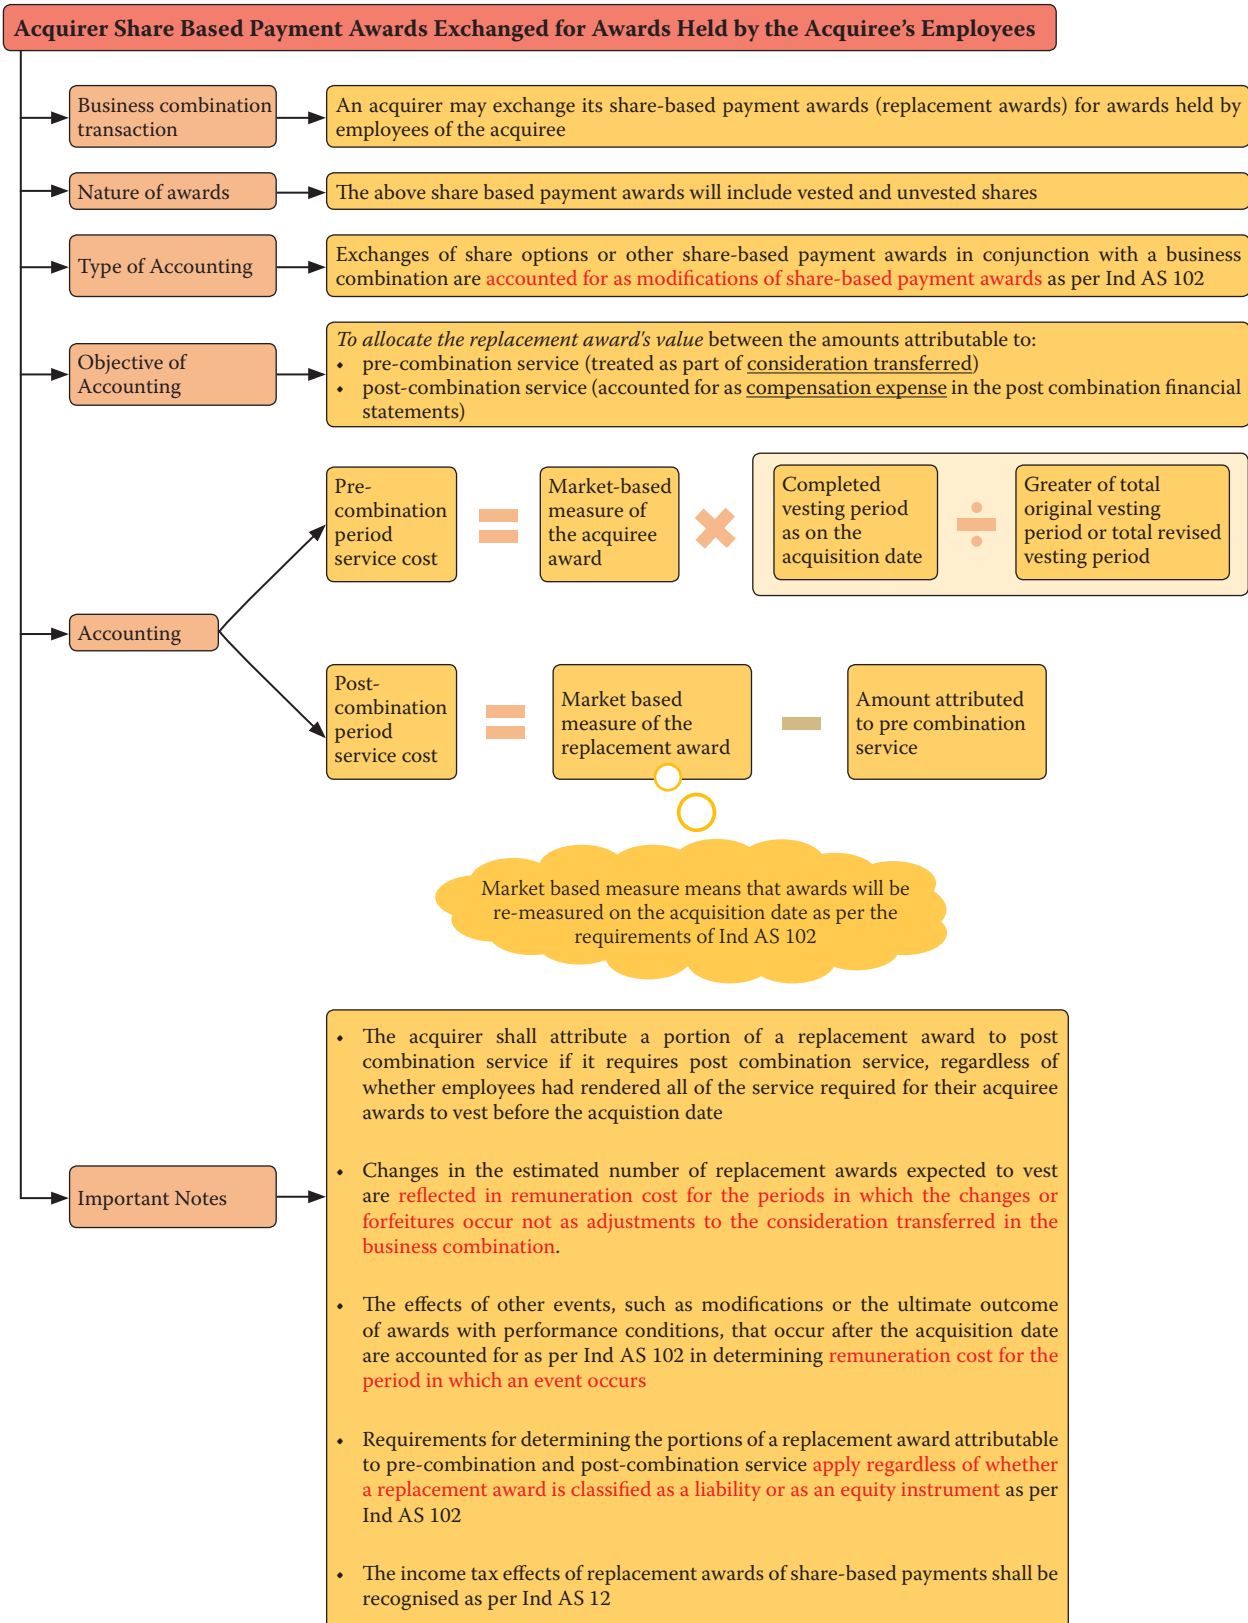 Acquirer Share Based Payment Awards Exchanged for Awards Held by the Acquiree's Employees
Business combination
transaction
An acquirer may exchange its share-based payment awards (replacement awards) for awards held by
employees of the acquiree
Nature of awards
The above share based payment awards will include vested and unvested shares
Type of Accounting
Exchanges of share options or other share-based payment awards in conjunction with a business
combination are accounted for as modifications of share-based payment awards as per Ind AS 102
Objective of
Accounting
To allocate the replacement award's value between the amounts attributable to:
• pre-combination service (treated as part of consideration transferred)
• post-combination service (accounted for as compensation expense in the post combination financial
statements)
Accounting
Pre-
combination
period
service cost
=
Market-based
measure of
the acquiree
award
×
Completed
vesting period
as on the
acquisition date
÷
Greater of total
original vesting
period or total revised
vesting period
Post-
combination
period
service cost
=
Market based
measure of the
replacement award
−
Amount attributed
to pre combination
service
Market based measure means that awards will be
re-measured on the acquisition date as per the
requirements of Ind AS 102
Important Notes
• The acquirer shall attribute a portion of a replacement award to post
combination service if it requires post combination service, regardless of
whether employees had rendered all of the service required for their acquiree
awards to vest before the acquistion date
• Changes in the estimated number of replacement awards expected to vest
are reflected in remuneration cost for the periods in which the changes or
forfeitures occur not as adjustments to the consideration transferred in the
business combination.
• The effects of other events, such as modifications or the ultimate outcome
of awards with performance conditions, that occur after the acquisition date
are accounted for as per Ind AS 102 in determining remuneration cost for the
period in which an event occurs
• Requirements for determining the portions of a replacement award attributable
to pre-combination and post-combination service apply regardless of whether
a replacement award is classified as a liability or as an equity instrument as per
Ind AS 102
• The income tax effects of replacement awards of share-based payments shall be
recognised as per Ind AS 12